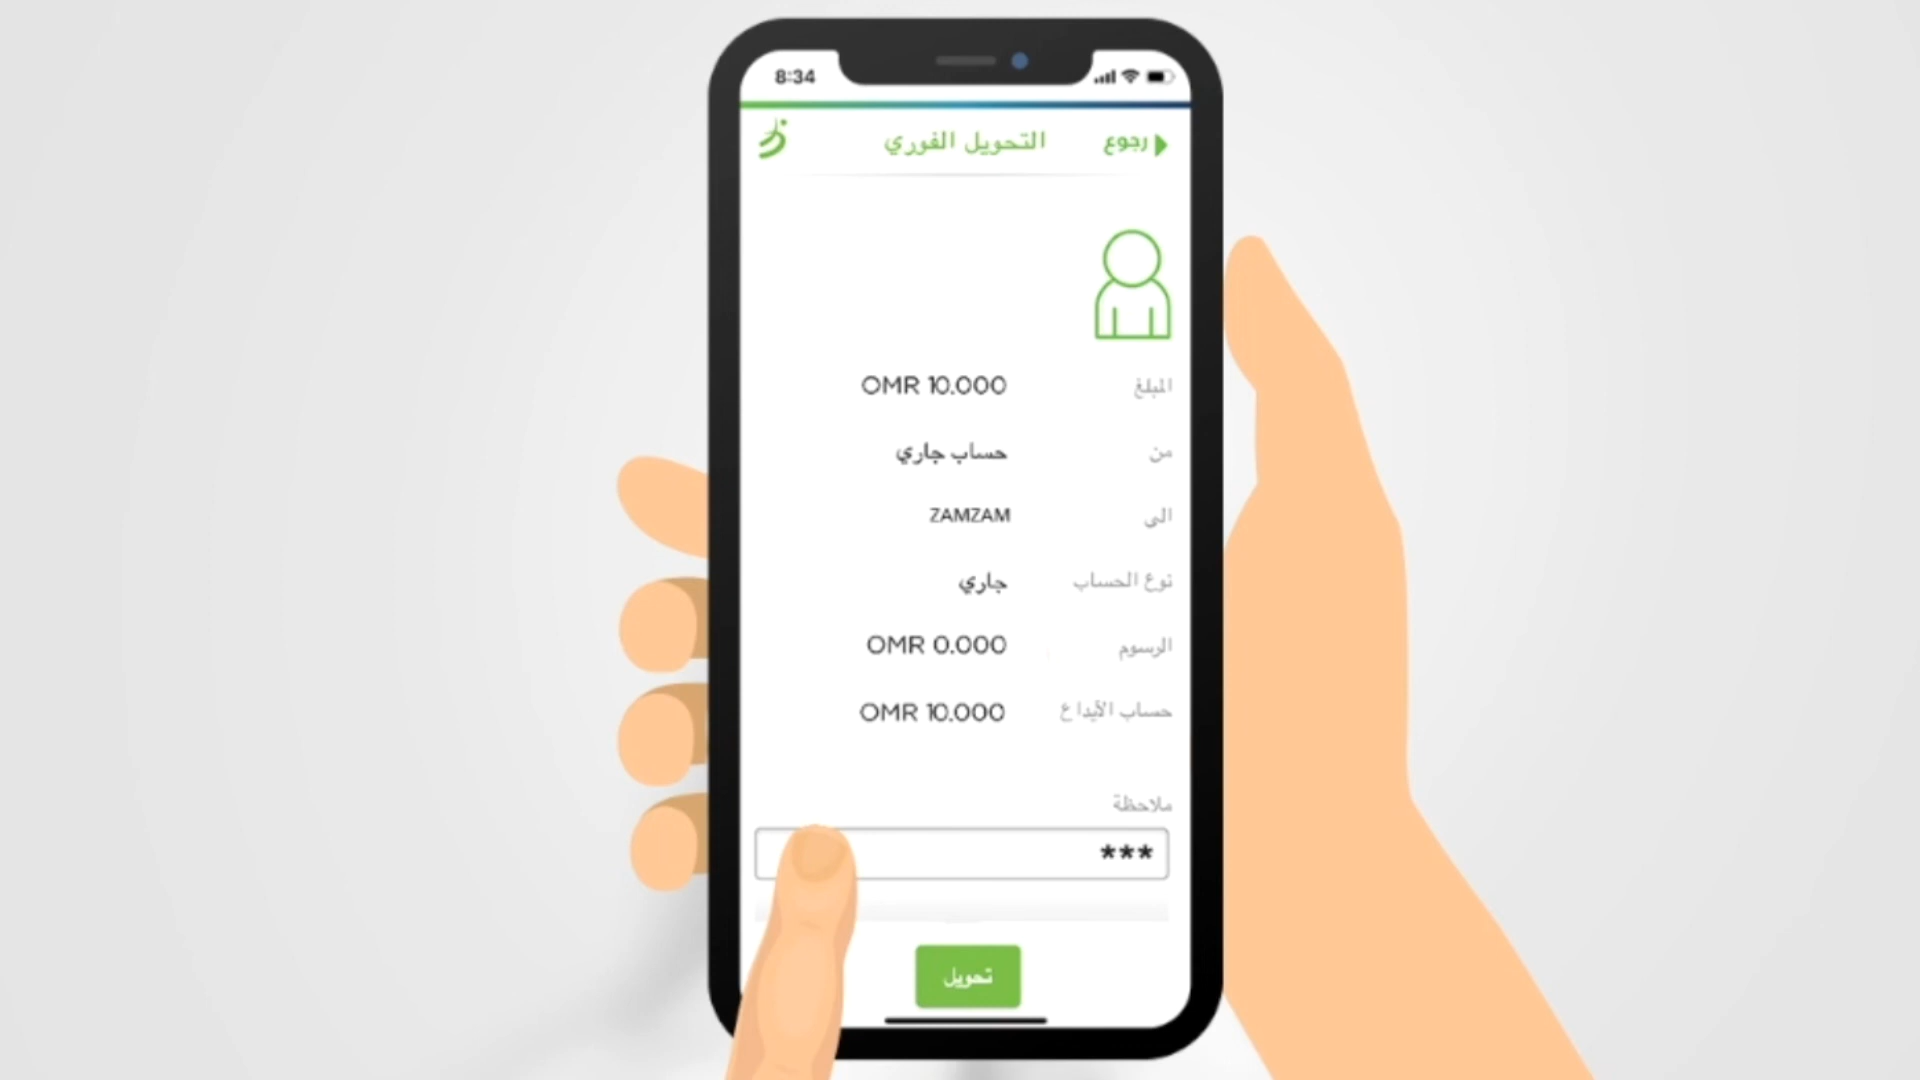 8:34
رجوع
التحويل الفوري
المبلغ OMR 10.000
من حساب جاري
الى ZAMZAM
نوع الحساب جاري
الرسوم OMR 0.000
حساب الأيداع OMR 10.000
ملاحظة
***
تحويل